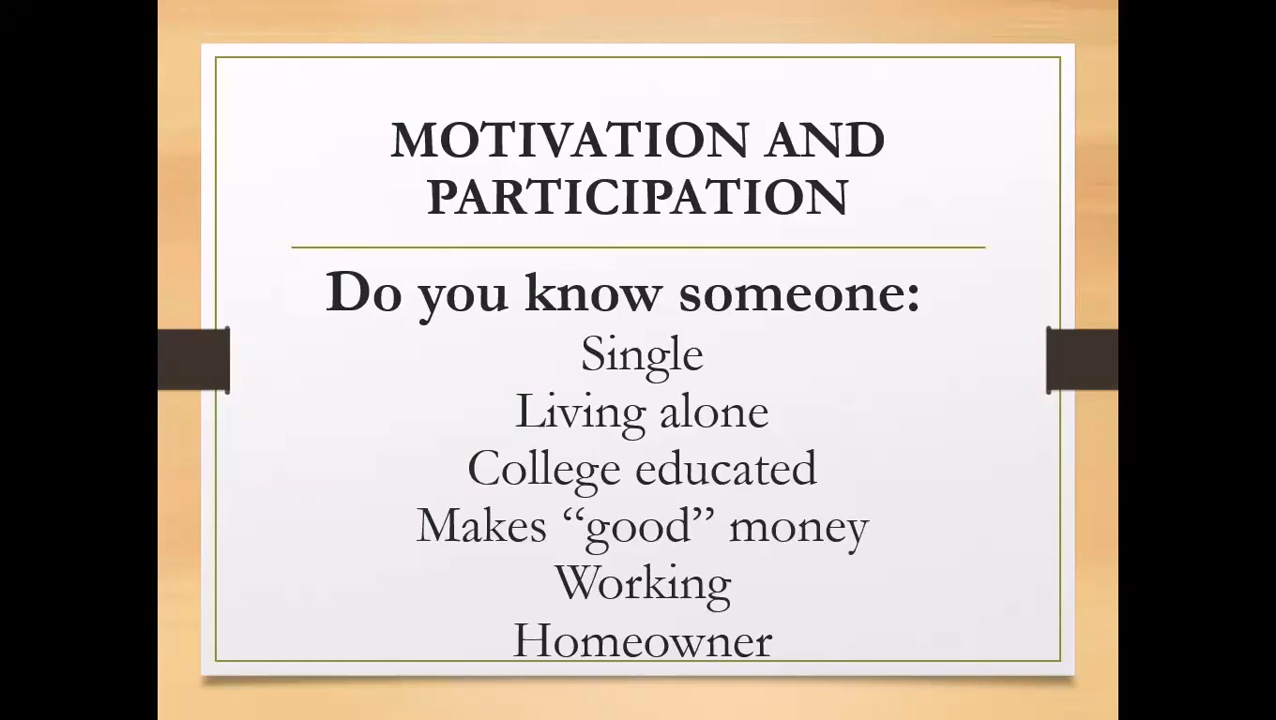 MOTIVATION AND
PARTICIPATION
Do you know someone:
Single
Living alone
College educated
Makes “good” money
Working
Homeowner